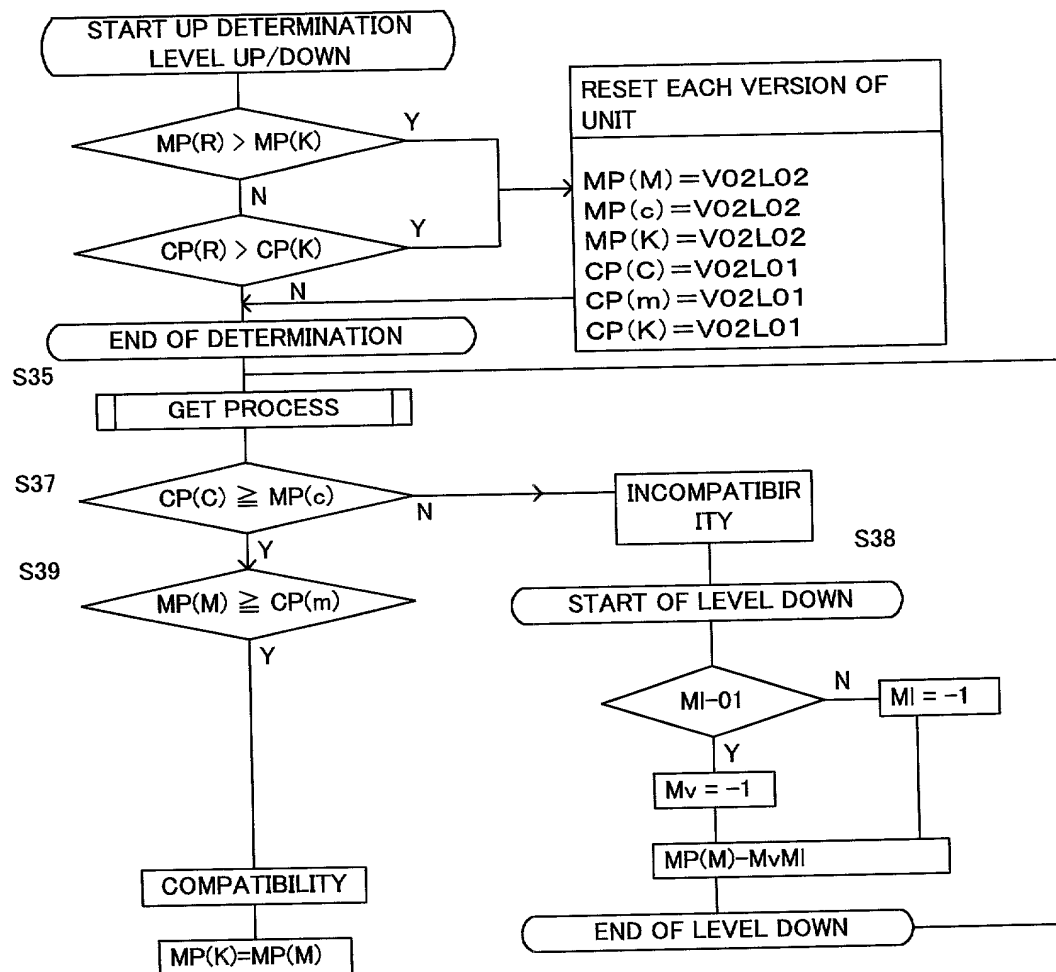 START UP DETERMINATION
LEVEL UP/DOWN
MP(R) > MP(K)
Y
N
CP(R) > CP(K)
Y
N
RESET EACH VERSION OF
UNIT
MP(M)=V02L02
MP(c)=V02L02
MP(K)=V02L02
CP(C)=V02L01
CP(m)=V02L01
CP(K)=V02L01
END OF DETERMINATION
S35
GET PROCESS
S37
CP(C) ≧ MP(c)
N
Y
INCOMPATIBIR
ITY
S38
S39
MP(M) ≧ CP(m)
Y
START OF LEVEL DOWN
Ml-01
N
Ml = -1
Y
Mv = -1
MP(M)-MvMl
END OF LEVEL DOWN
COMPATIBILITY
MP(K)=MP(M)